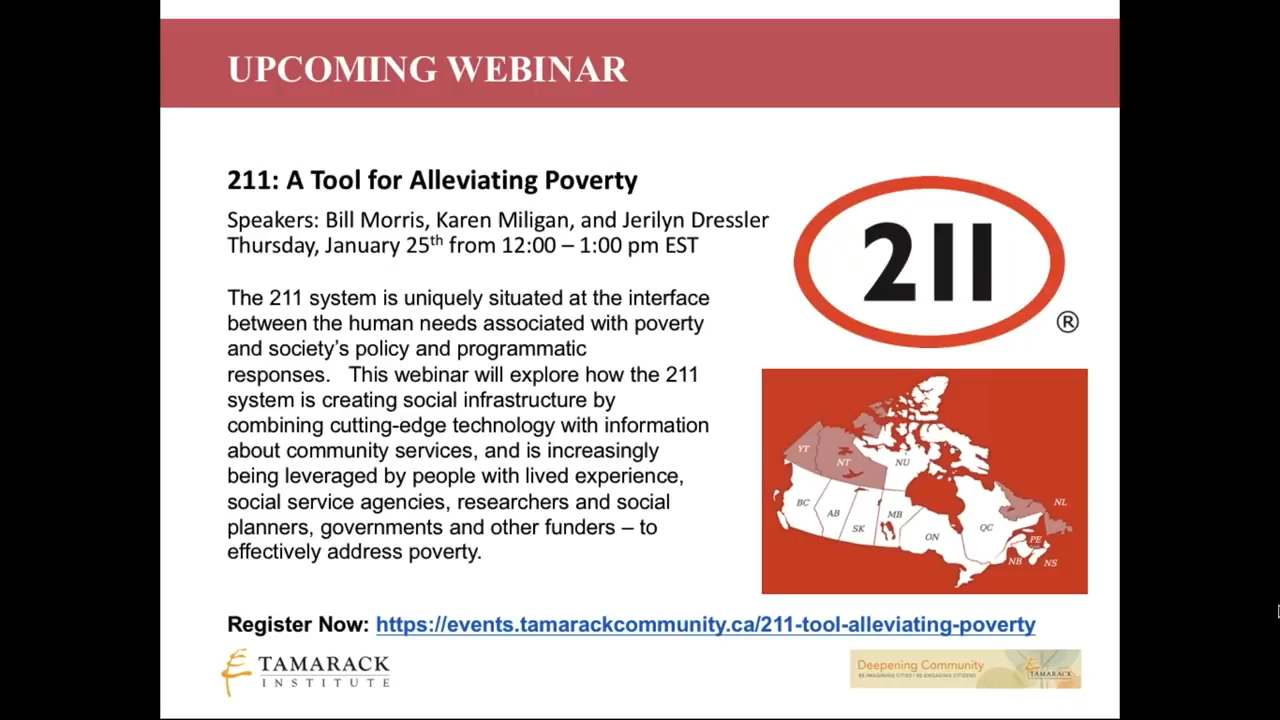 UPCOMING WEBINAR
211: A Tool for Alleviating Poverty
Speakers: Bill Morris, Karen Miligan, and Jerilyn Dressler
Thursday, January 25th from 12:00 – 1:00 pm EST
The 211 system is uniquely situated at the interface
between the human needs associated with poverty
and society’s policy and programmatic
responses.   This webinar will explore how the 211
system is creating social infrastructure by
combining cutting-edge technology with information
about community services, and is increasingly
being leveraged by people with lived experience,
social service agencies, researchers and social
planners, governments and other funders – to
effectively address poverty.
211
®
YT
NT
NU
BC
AB
SK
MB
ON
QC
NL
PE
NB
NS
Register Now: https://events.tamarackcommunity.ca/211-tool-alleviating-poverty
TAMARACK
INSTITUTE
Deepening Community
RE-IMAGINING CITIES | RE-ENGAGING CITIZENS
TAMARACK